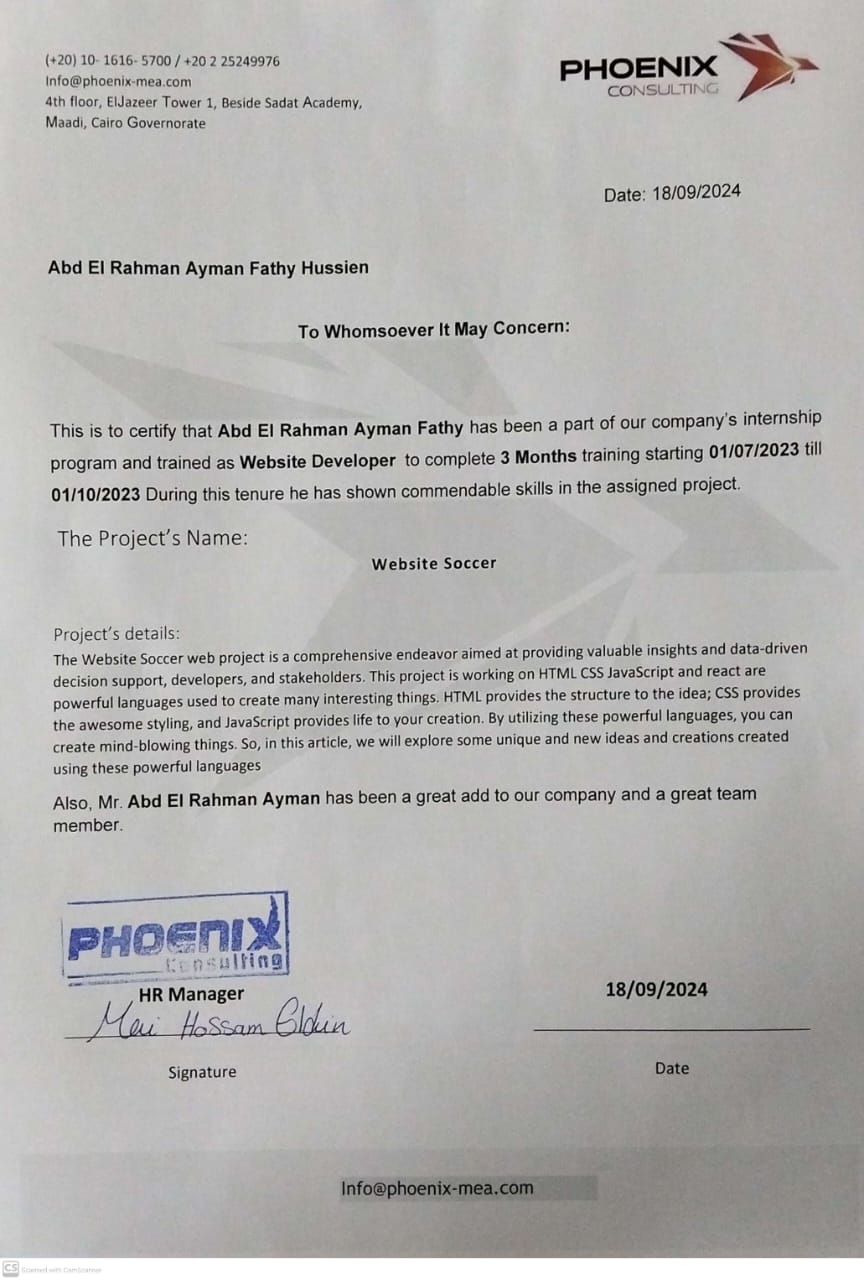 (+20) 10- 1616- 5700 / +20 2 25249976
Info@phoenix-mea.com
4th floor, ElJazeer Tower 1, Beside Sadat Academy,
Maadi, Cairo Governorate
PHOENIX
CONSULTING
Date: 18/09/2024
Abd El Rahman Ayman Fathy Hussien
To Whomsoever It May Concern:
This is to certify that Abd El Rahman Ayman Fathy has been a part of our company's internship
program and trained as Website Developer to complete 3 Months training starting 01/07/2023 till
01/10/2023 During this tenure he has shown commendable skills in the assigned project.
The Project's Name:
Website Soccer
Project's details:
The Website Soccer web project is a comprehensive endeavor aimed at providing valuable insights and data-driven
decision support, developers, and stakeholders. This project is working on HTML CSS JavaScript and react are
powerful languages used to create many interesting things. HTML provides the structure to the idea; CSS provides
the awesome styling, and JavaScript provides life to your creation. By utilizing these powerful languages, you can
create mind-blowing things. So, in this article, we will explore some unique and new ideas and creations created
using these powerful languages
Also, Mr. Abd El Rahman Ayman has been a great add to our company and a great team
member.
PHOENIX
Consulting
HR Manager
18/09/2024
Hossam
Signature
Date
Info@phoenix-mea.com
CS Scanned with CamScanner